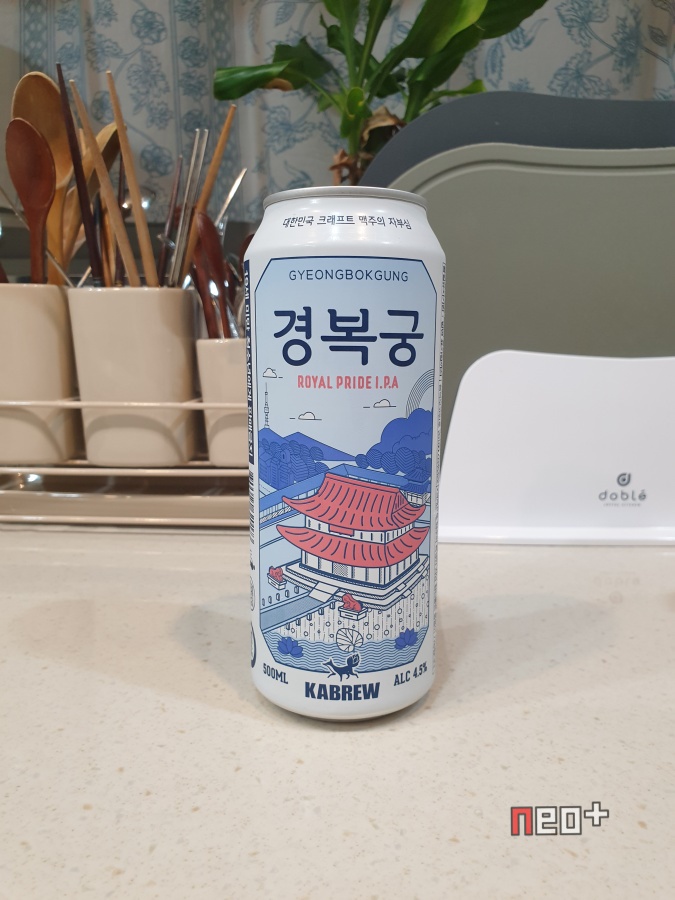 대한민국 크래프트 맥주의 자부심
GYEONGBOKGUNG
경복궁
ROYAL PRIDE I.P.A
500ML
KABREW
ALC 4.5%
doblé
neo+